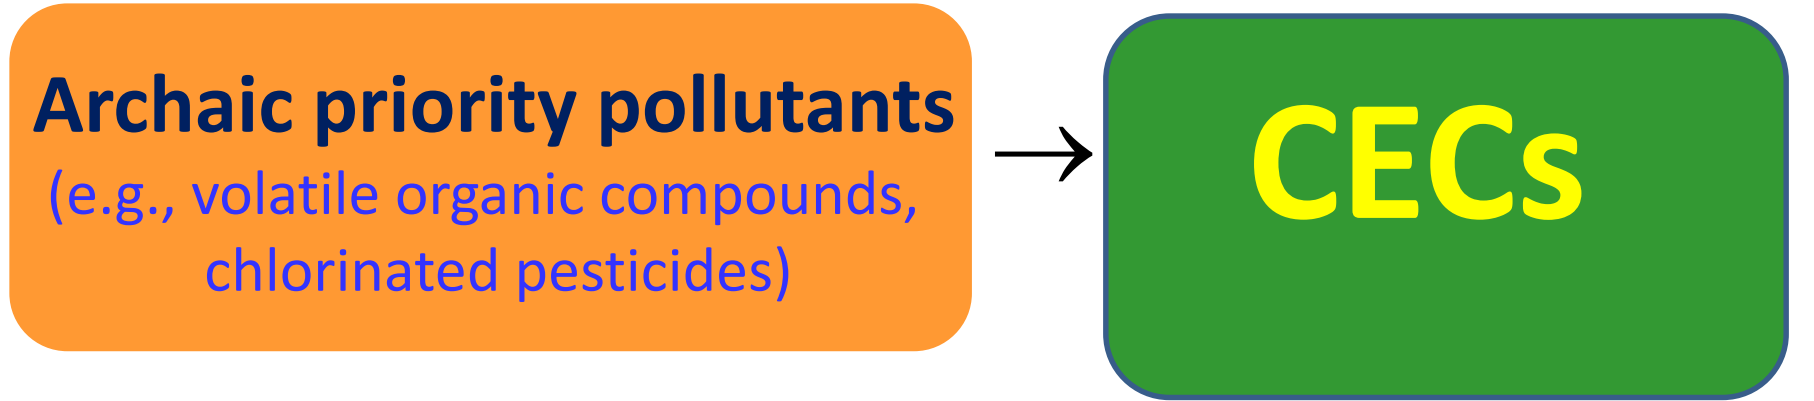 Archaic priority pollutants
(e.g., volatile organic compounds,
chlorinated pesticides)
→
CECs